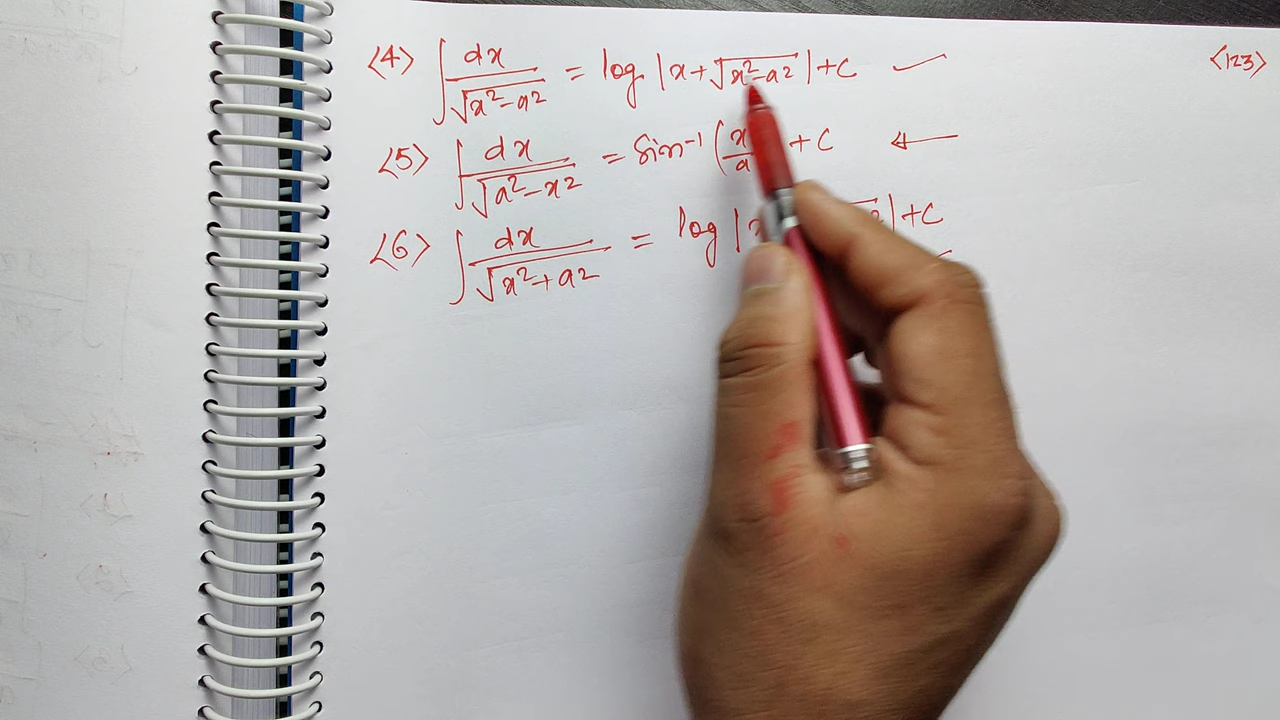 <4> ∫ dx/√x²-a² = log |x+√x²-a²|+c <123>
<5> ∫ dx/√a²-x² = Sin⁻¹ (x/a + c
<6> ∫ dx/√x²+a² = log | |+c